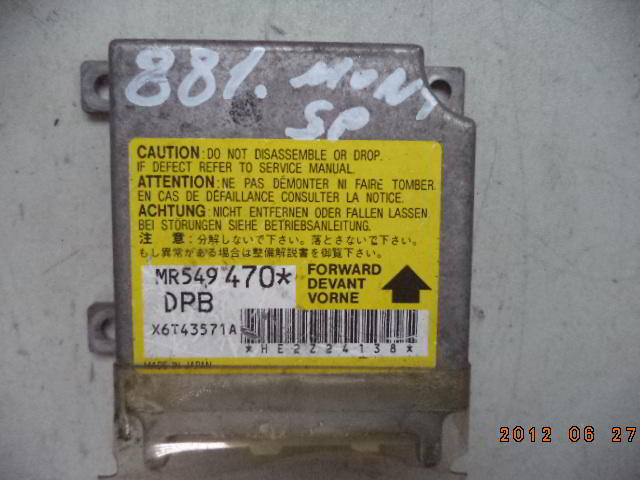 881. MONT
SP
CAUTION: DO NOT DISASSEMBLE OR DROP.
IF DEFECT REFER TO SERVICE MANUAL.
ATTENTION: NE PAS DÉMONTER NI FAIRE TOMBER.
EN CAS DE DÉFAILLANCE CONSULTER LA NOTICE.
ACHTUNG: NICHT ENTFERNEN ODER FALLEN LASSEN.
BEI STÖRUNGEN SIEHE BETRIEBSANLEITUNG.
注 意:分解しないで下さい。落とさないで下さい。
もし異常がある場合は整備解説書を御覧下さい。
MR549470*
DPB
X6T43571A
FORWARD
DEVANT
VORNE
*HE2Z24138*
MADE IN JAPAN
2012 06 27